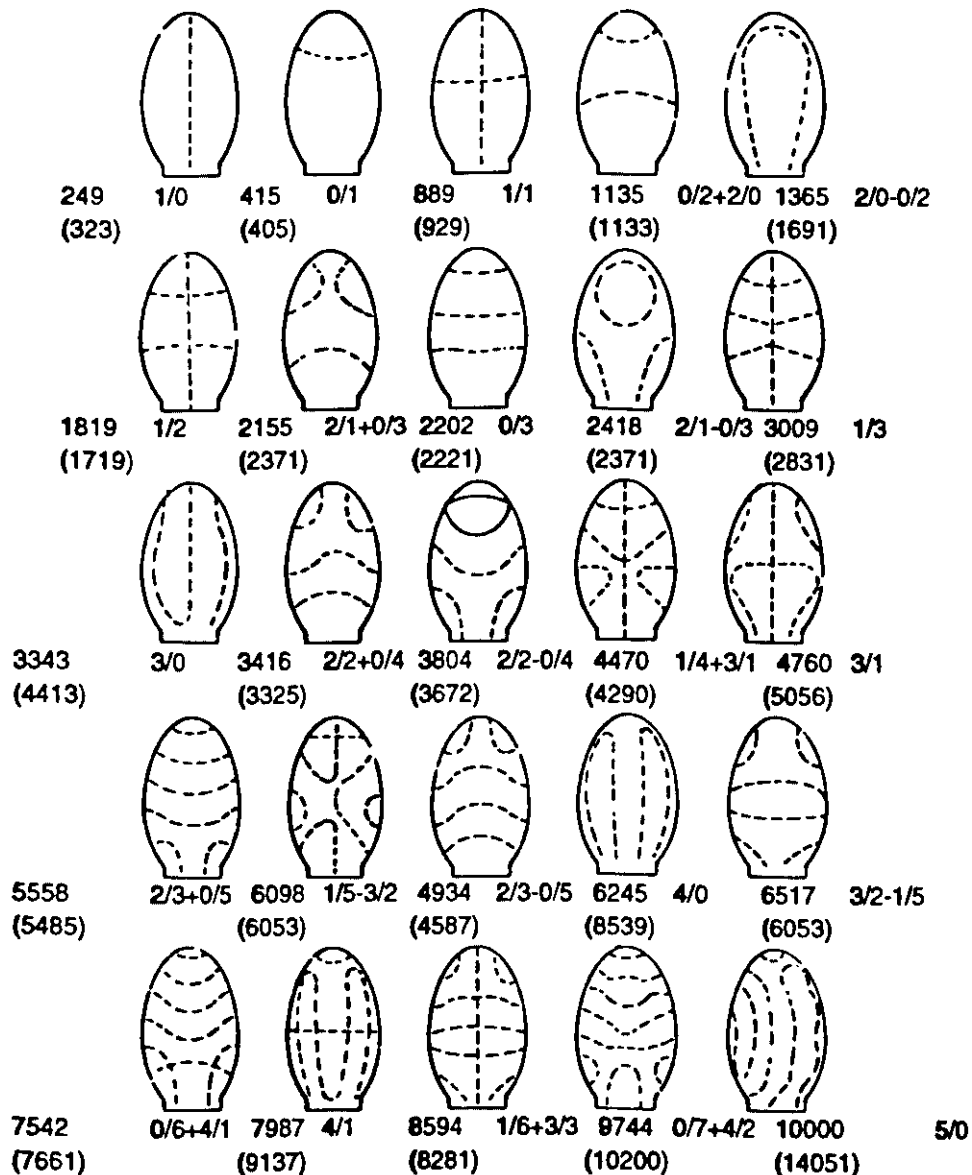 249 1/0 415 0/1 889 1/1 1135 0/2+2/0 1365 2/0-0/2
(323) (405) (929) (1133) (1691)
1819 1/2 2155 2/1+0/3 2202 0/3 2418 2/1-0/3 3009 1/3
(1719) (2371) (2221) (2371) (2831)
3343 3/0 3416 2/2+0/4 3804 2/2-0/4 4470 1/4+3/1 4760 3/1
(4413) (3325) (3672) (4290) (5056)
5558 2/3+0/5 6098 1/5-3/2 4934 2/3-0/5 6245 4/0 6517 3/2-1/5
(5485) (6053) (4587) (8539) (6053)
7542 0/6+4/1 7987 4/1 8594 1/6+3/3 9744 0/7+4/2 10000 5/0
(7661) (9137) (8281) (10200) (14051)